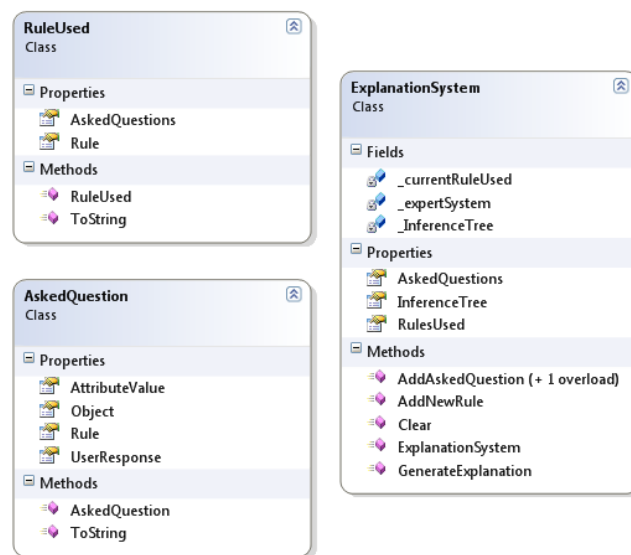 RuleUsed
Class
Properties
AskedQuestions
Rule
Methods
RuleUsed
ToString
AskedQuestion
Class
Properties
AttributeValue
Object
Rule
UserResponse
Methods
AskedQuestion
ToString
ExplanationSystem
Class
Fields
_currentRuleUsed
_expertSystem
_InferenceTree
Properties
AskedQuestions
InferenceTree
RulesUsed
Methods
AddAskedQuestion (+ 1 overload)
AddNewRule
Clear
ExplanationSystem
GenerateExplanation